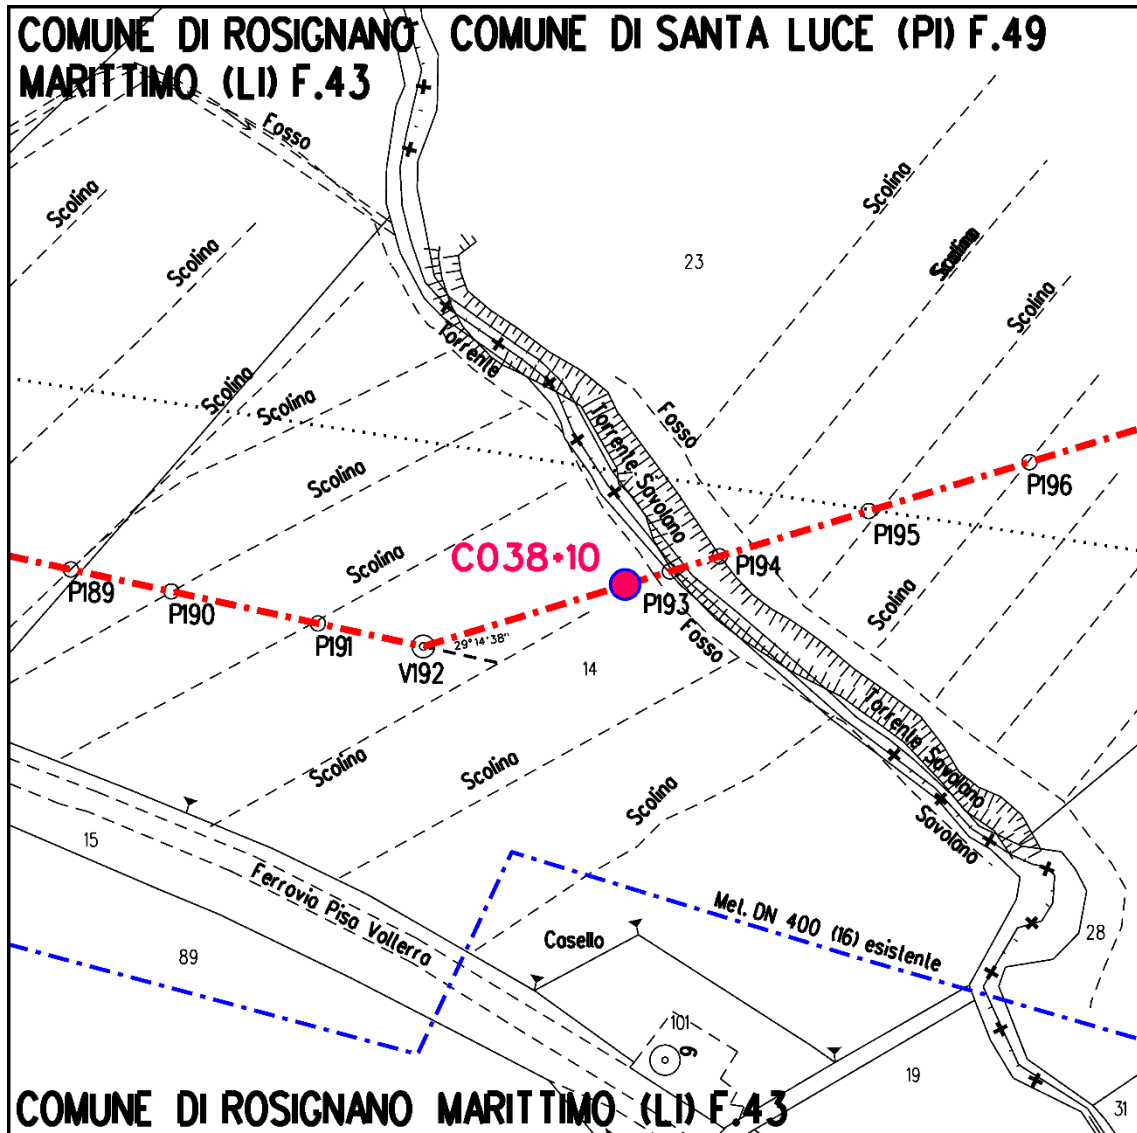 COMUNE DI ROSIGNANO COMUNE DI SANTA LUCE (PI) F.49
MARITTIMO (LI) F.43
Fosso
Scolina
Scolina
Scolina
Scolina
Scolina
23
Scolina
Torrente
Scolina
Scolina
Fosso
Torrente Savolano
Scolina
P196
P195
C038+10
Scolina
P194
P189
P190
P193
Scolina
P191
29°14'38"
V192
Fosso
14
Scolina
Scolina
Scolina
Torrente Savolano
Savolano
15
Ferrovia Pisa Volterra
Mel. DN 400 (16) esistente
Casello
28
89
101
9
19
31
COMUNE DI ROSIGNANO MARITTIMO (LI) F.43